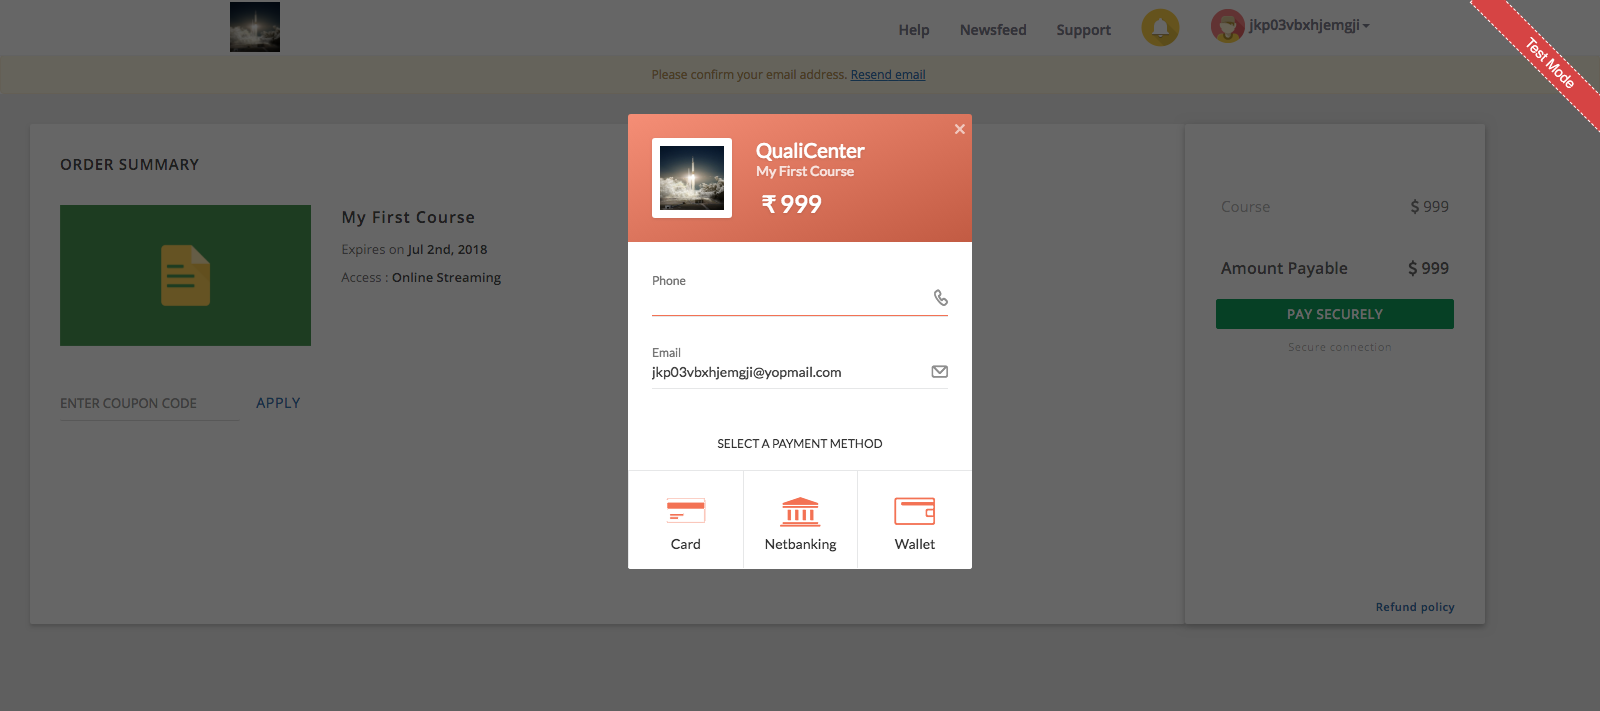 Help Newsfeed Support jkp03vbxhjemgji
Test Mode
Please confirm your email address. Resend email
ORDER SUMMARY
My First Course
Expires on Jul 2nd, 2018
Access : Online Streaming
ENTER COUPON CODE APPLY
QualiCenter
My First Course
₹ 999
Phone
Email
jkp03vbxhjemgji@yopmail.com
SELECT A PAYMENT METHOD
Card Netbanking Wallet
Course $ 999
Amount Payable $ 999
PAY SECURELY
Secure connection
Refund policy